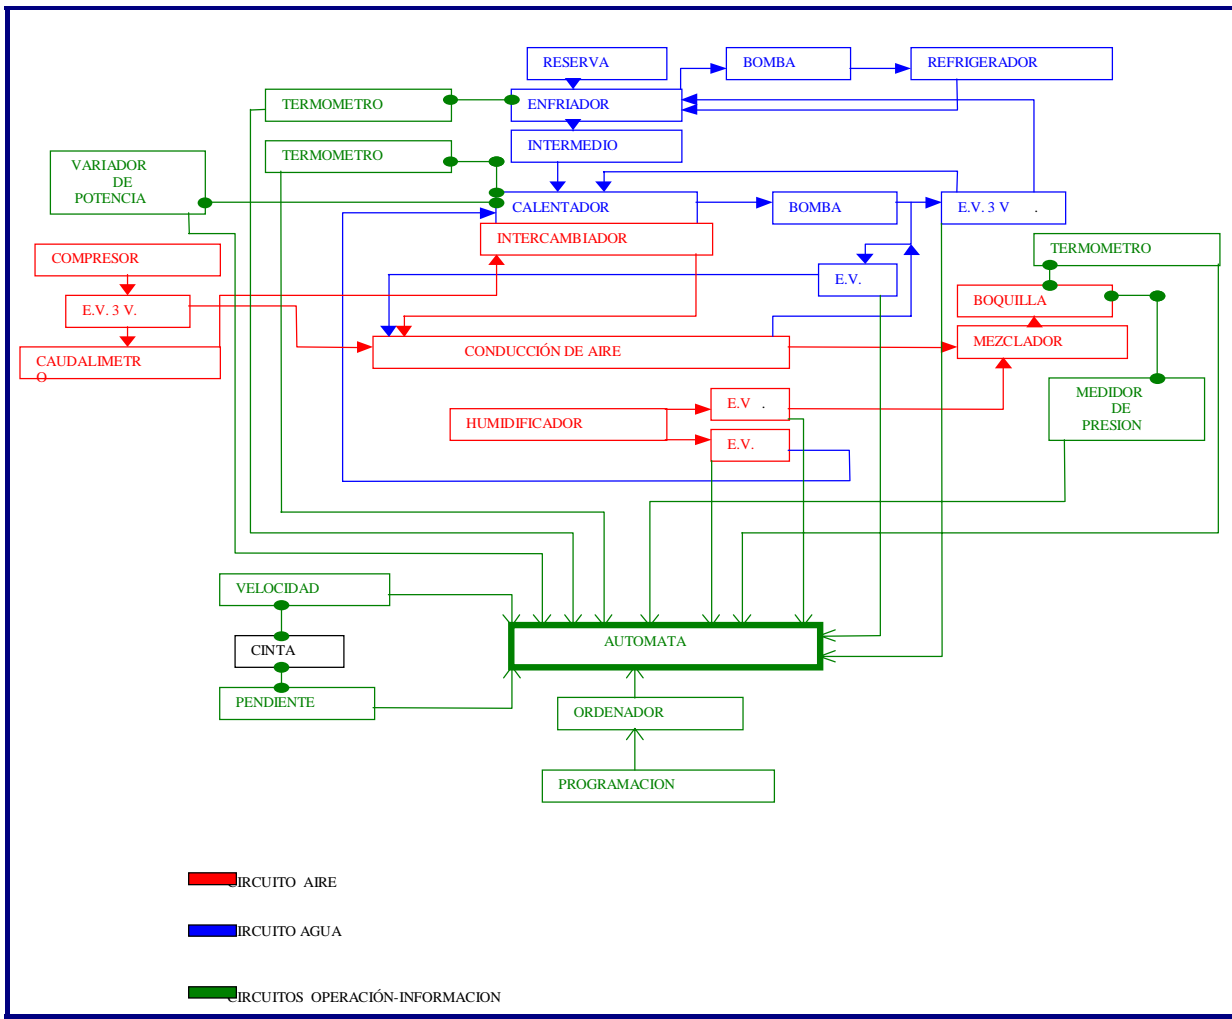 RESERVA
BOMBA
REFRIGERADOR
TERMOMETRO
ENFRIADOR
TERMOMETRO
INTERMEDIO
VARIADOR
DE
POTENCIA
CALENTADOR
BOMBA
E.V. 3 V .
INTERCAMBIADOR
TERMOMETRO
COMPRESOR
E.V.
E.V. 3 V.
BOQUILLA
CAUDALIMETR
O
CONDUCCIÓN DE AIRE
MEZCLADOR
E.V .
MEDIDOR
DE
PRESION
HUMIDIFICADOR
E.V.
VELOCIDAD
AUTOMATA
CINTA
PENDIENTE
ORDENADOR
PROGRAMACION
CIRCUITO AIRE
CIRCUITO AGUA
CIRCUITOS OPERACIÓN-INFORMACION